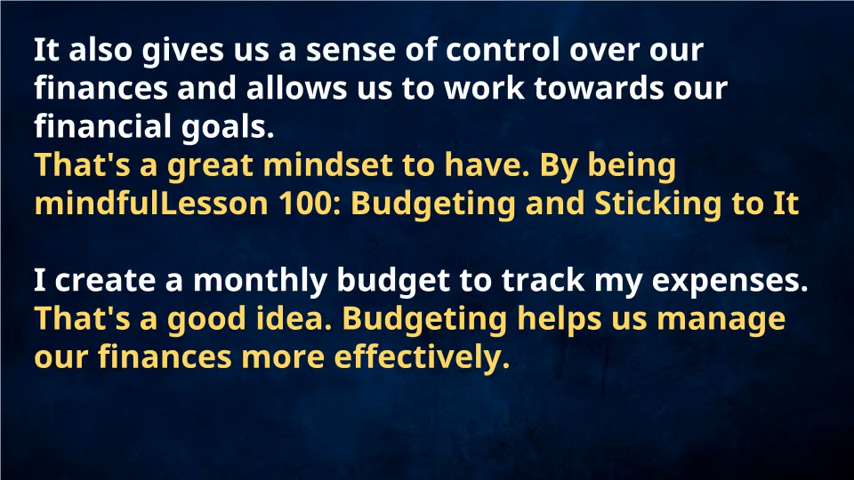 It also gives us a sense of control over our
finances and allows us to work towards our
financial goals.
That's a great mindset to have. By being
mindfulLesson 100: Budgeting and Sticking to It
I create a monthly budget to track my expenses.
That's a good idea. Budgeting helps us manage
our finances more effectively.